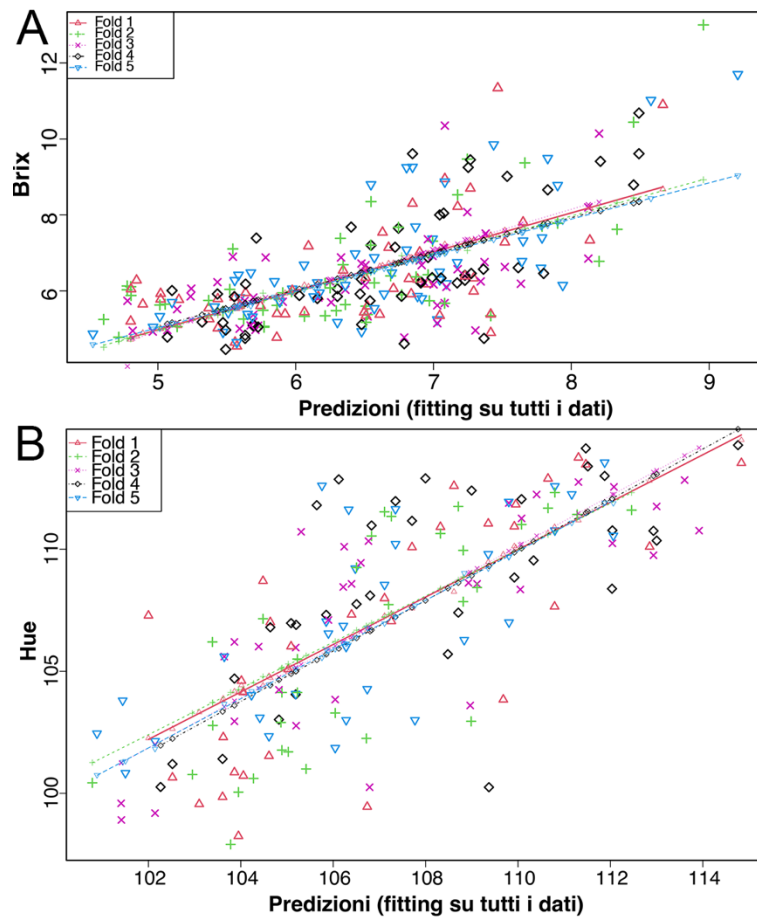 A
Fold 1
Fold 2
Fold 3
Fold 4
Fold 5
12
10
8
6
Brix
5 6 7 8 9
Predizioni (fitting su tutti i dati)
B
Fold 1
Fold 2
Fold 3
Fold 4
Fold 5
110
105
100
Hue
102 104 106 108 110 112 114
Predizioni (fitting su tutti i dati)